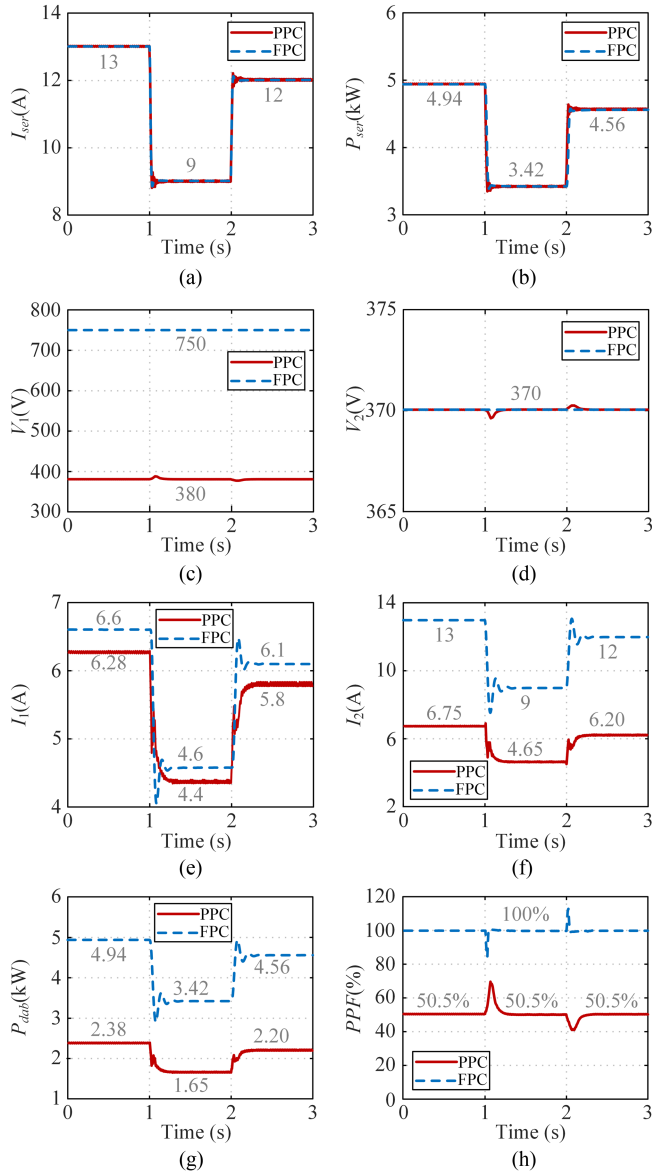 I_ser(A)
14
12
10
8
13
9
12
PPC
FPC
0 1 2 3
Time (s)
(a)
P_ser(kW)
6
5
4
3
4.94
3.42
4.56
PPC
FPC
0 1 2 3
Time (s)
(b)
V_1(V)
800
700
600
500
400
300
750
380
PPC
FPC
0 1 2 3
Time (s)
(c)
V_2(V)
375
370
365
370
PPC
FPC
0 1 2 3
Time (s)
(d)
I_1(A)
7
6
5
4
6.6
6.28
4.6
4.4
6.1
5.8
PPC
FPC
0 1 2 3
Time (s)
(e)
I_2(A)
14
10
6
2
13
9
12
6.75
4.65
6.20
PPC
FPC
0 1 2 3
Time (s)
(f)
P_dab(kW)
6
5
4
3
2
1
4.94
3.42
4.56
2.38
1.65
2.20
PPC
FPC
0 1 2 3
Time (s)
(g)
PPF(%)
120
100
80
60
40
20
0
100%
50.5% 50.5% 50.5%
PPC
FPC
0 1 2 3
Time (s)
(h)